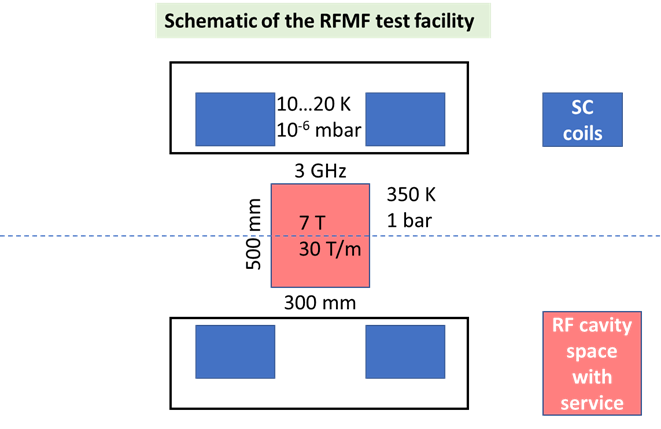 Schematic of the RFMF test facility
10...20 K
10⁻⁶ mbar
SC
coils
3 GHz
350 K
1 bar
500 mm
7 T
30 T/m
300 mm
RF cavity
space
with
service